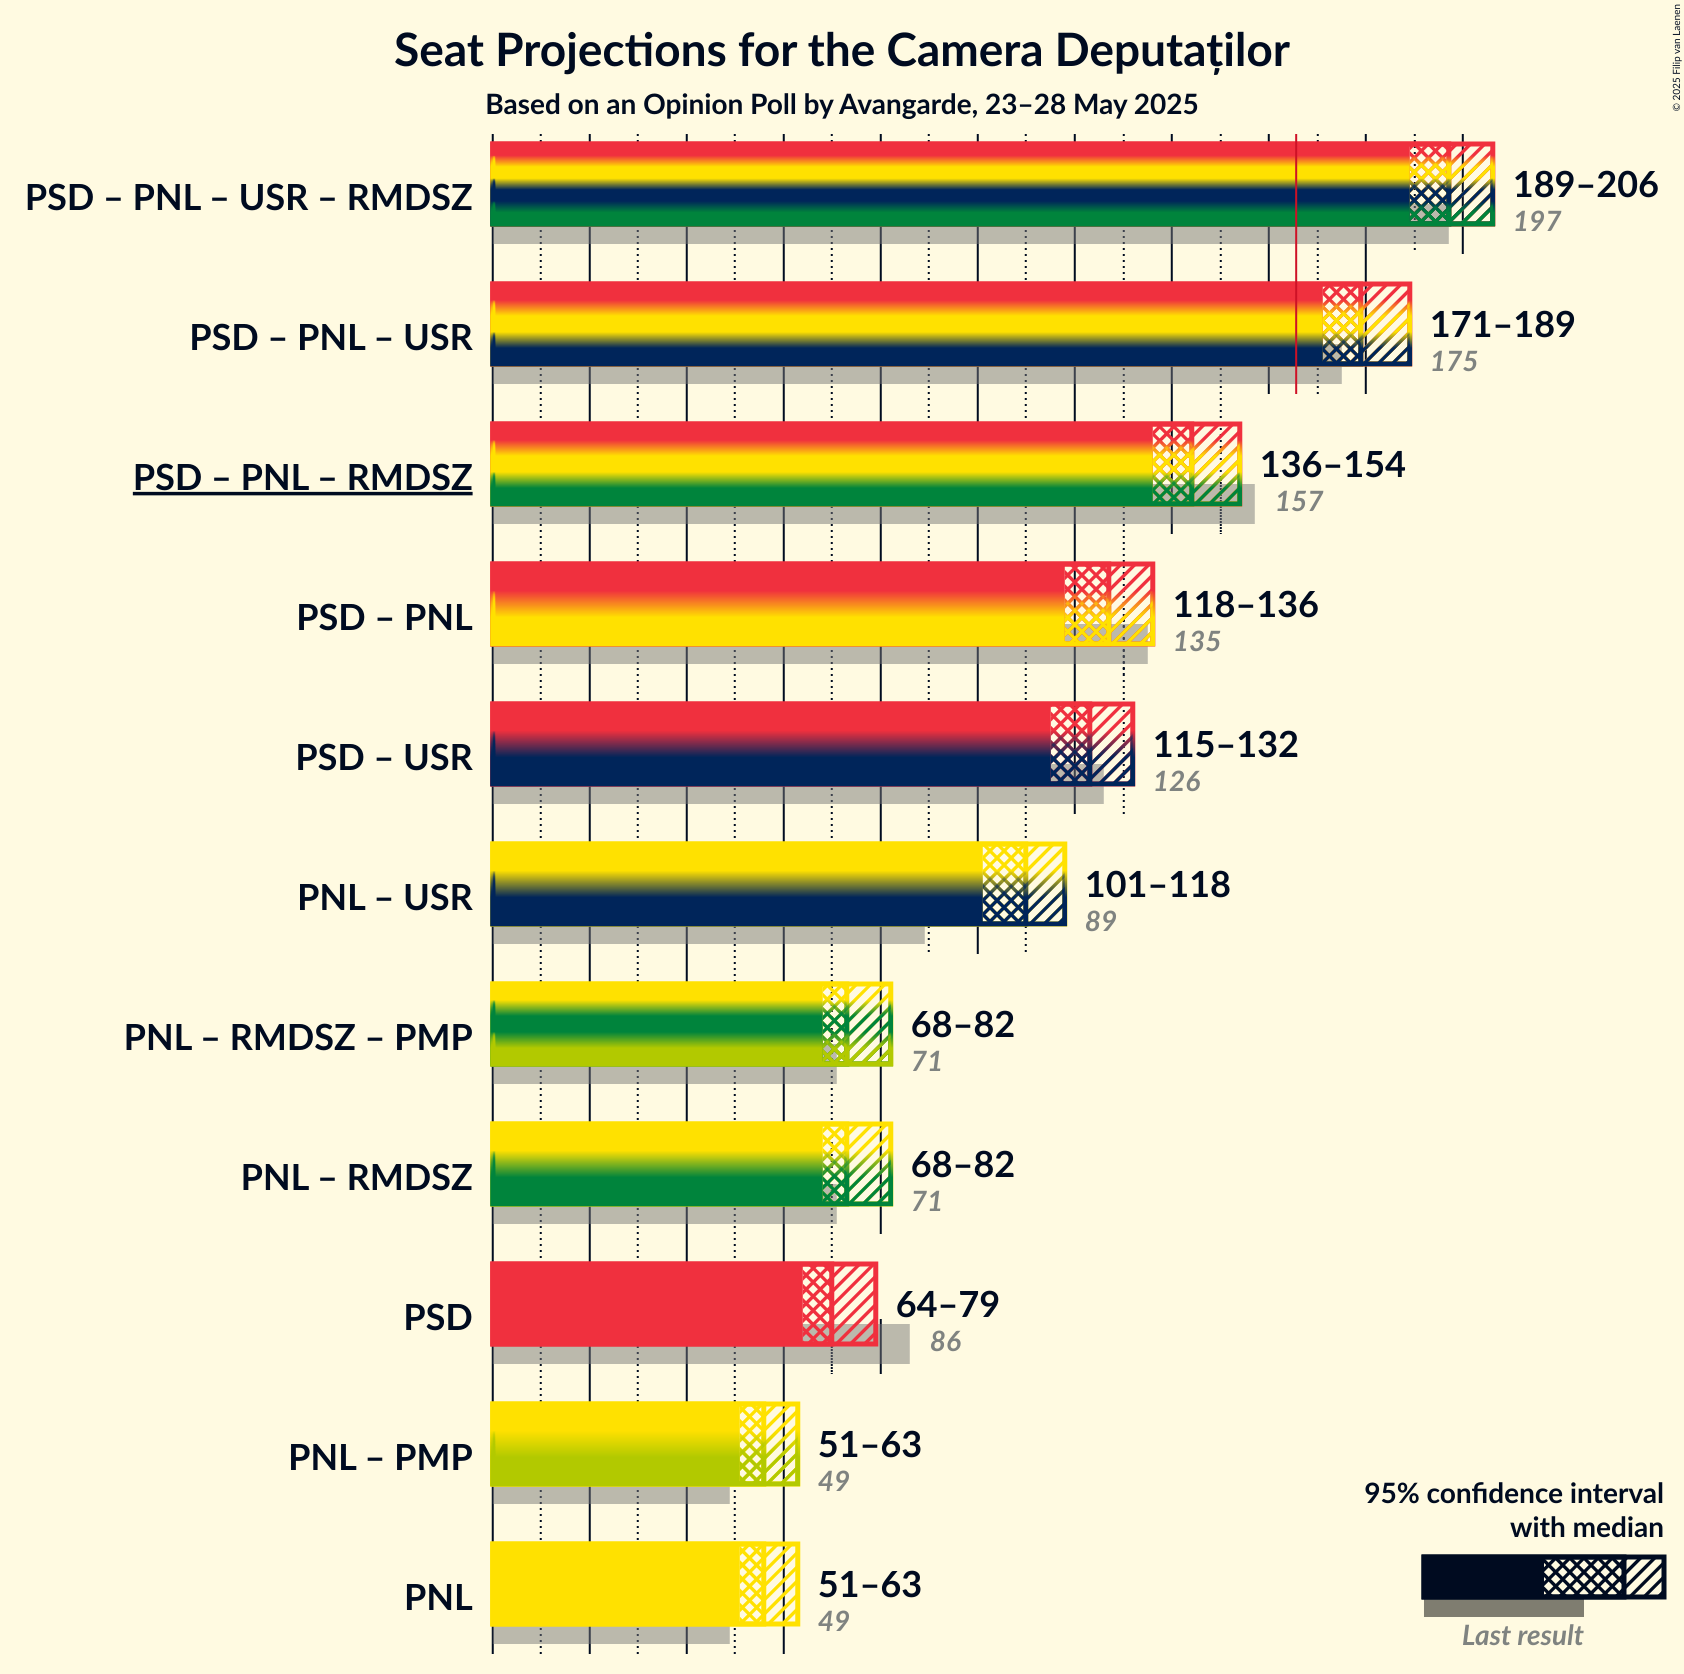 Seat Projections for the Camera Deputaților
Based on an Opinion Poll by Avangarde, 23–28 May 2025
© 2025 Filip van Laenen
PSD – PNL – USR – RMDSZ
189–206
197
PSD – PNL – USR
171–189
175
PSD – PNL – RMDSZ
136–154
157
PSD – PNL
118–136
135
PSD – USR
115–132
126
PNL – USR
101–118
89
PNL – RMDSZ – PMP
68–82
71
PNL – RMDSZ
68–82
71
PSD
64–79
86
PNL – PMP
51–63
49
PNL
51–63
49
95% confidence interval
with median
Last result